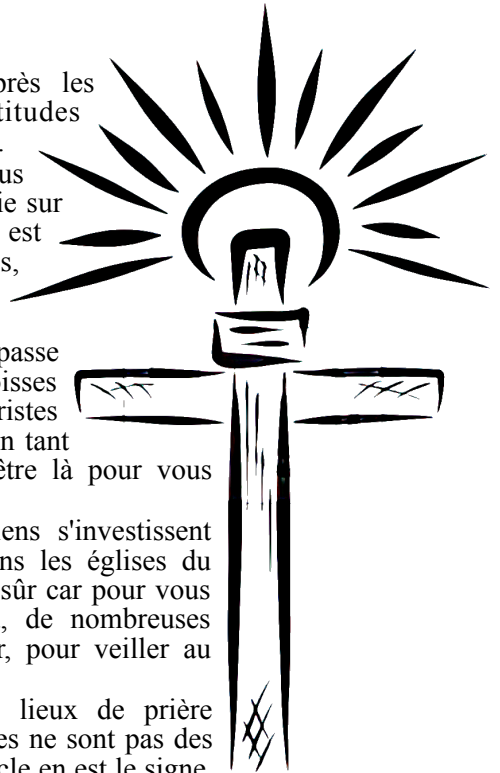 près les
titudes
us
ie sur
est
s,
passe
oisses
ristes
n tant
être là pour vous
ens s'investissent
ns les églises du
sûr car pour vous
, de nombreuses
r, pour veiller au
lieux de prière
es ne sont pas des
cle en est le signe